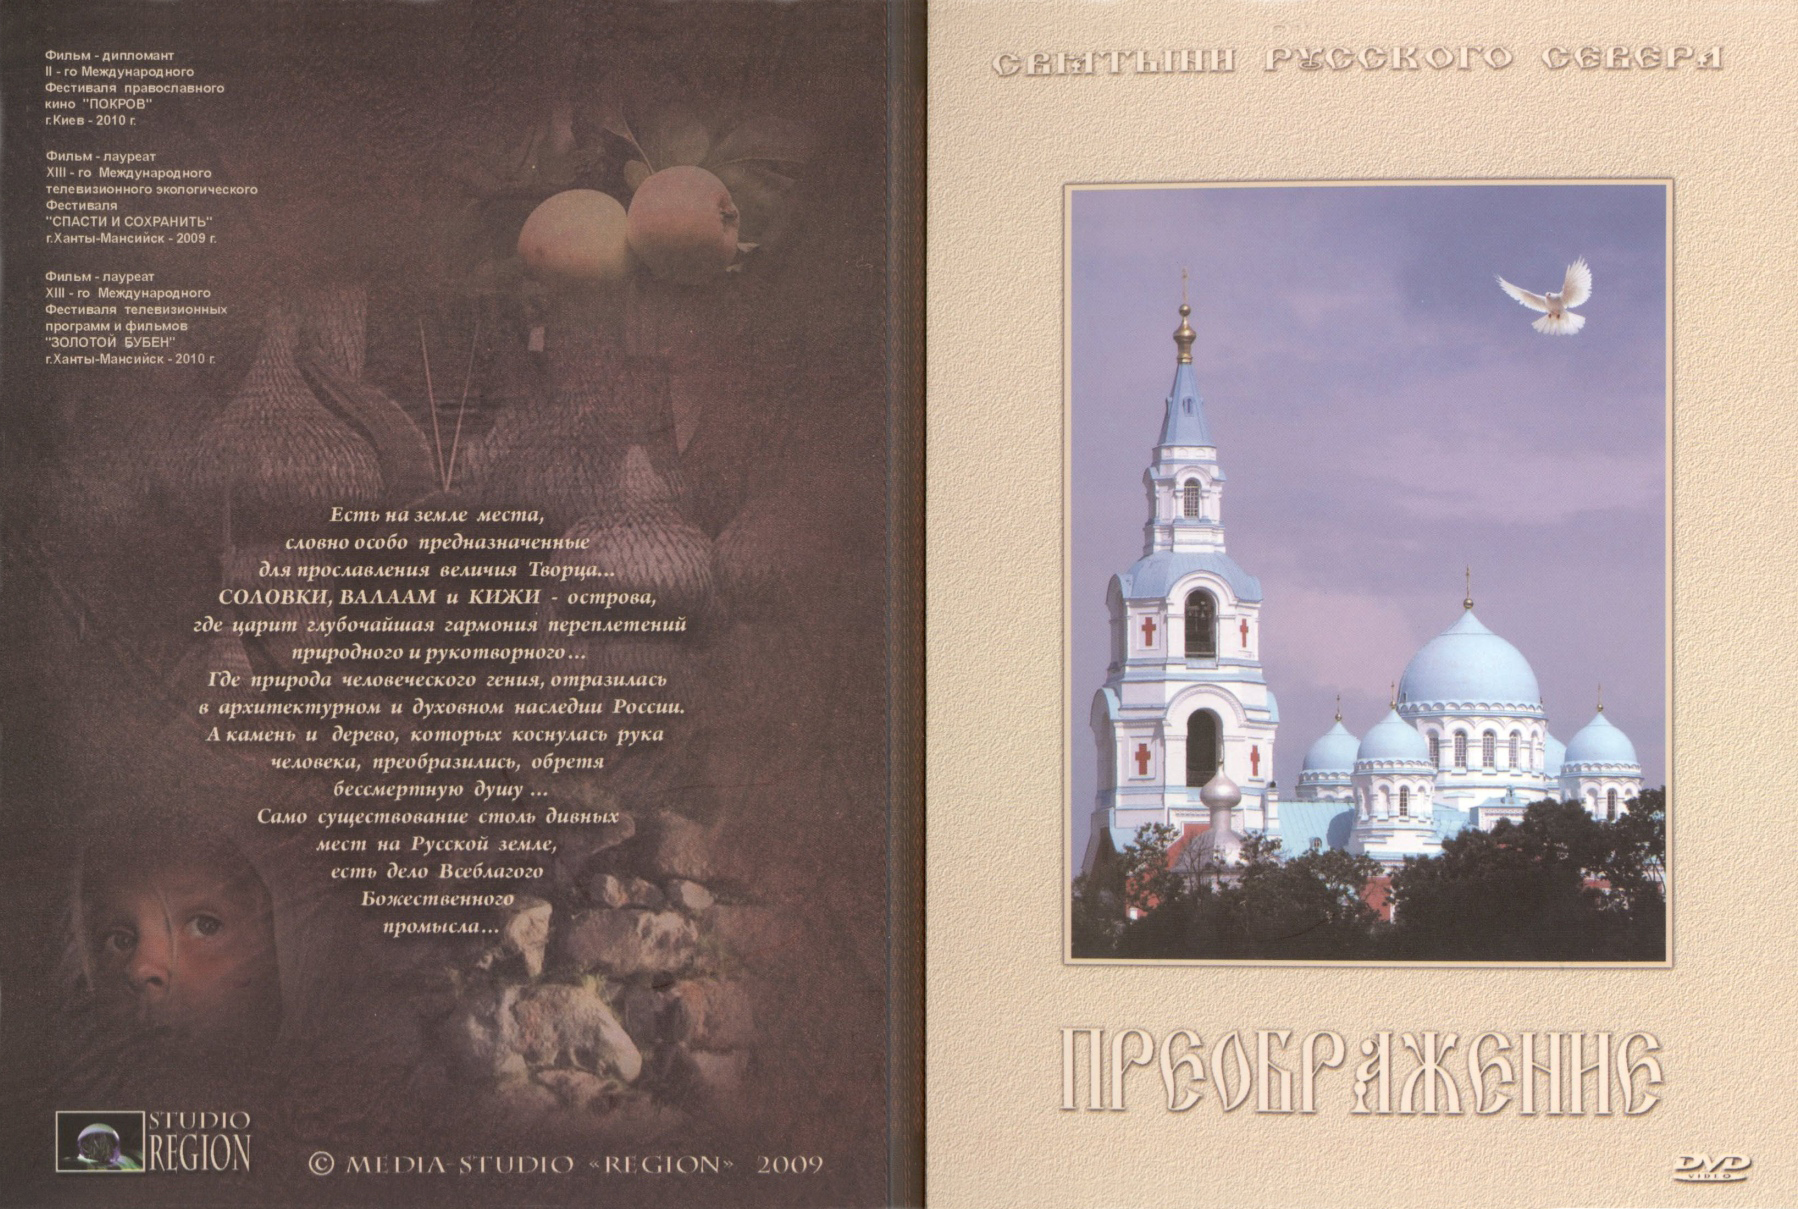 Фильм - дипломант
II - го Международного
Фестиваля православного
кино "ПОКРОВ"
г.Киев - 2010 г.
Фильм - лауреат
XIII - го Международного
телевизионного экологического
Фестиваля
"СПАСТИ И СОХРАНИТЬ"
г.Ханты-Мансийск - 2009 г.
Фильм - лауреат
XIII - го Международного
Фестиваля телевизионных
программ и фильмов
"ЗОЛОТОЙ БУБЕН"
г.Ханты-Мансийск - 2010 г.
Есть на земле места,
словно особо предназначенные
для прославления величия Творца...
СОЛОВКИ, ВАЛААМ и КИЖИ - острова,
где царит глубочайшая гармония переплетений
природного и рукотворного...
Где природа человеческого гения, отразилась
в архитектурном и духовном наследии России.
А камень и дерево, которых коснулась рука
человека, преобразились, обретя
бессмертную душу ...
Само существование столь дивных
мест на Русской земле,
есть дело Всеблагого
Божественного
промысла...
STUDIO
REGION
© MEDIA-STUDIO «REGION» 2009
СВЯТЫНИ РУССКОГО СЕВЕРА
ПРЕОБРАЖЕНИЕ
DVD
VIDEO